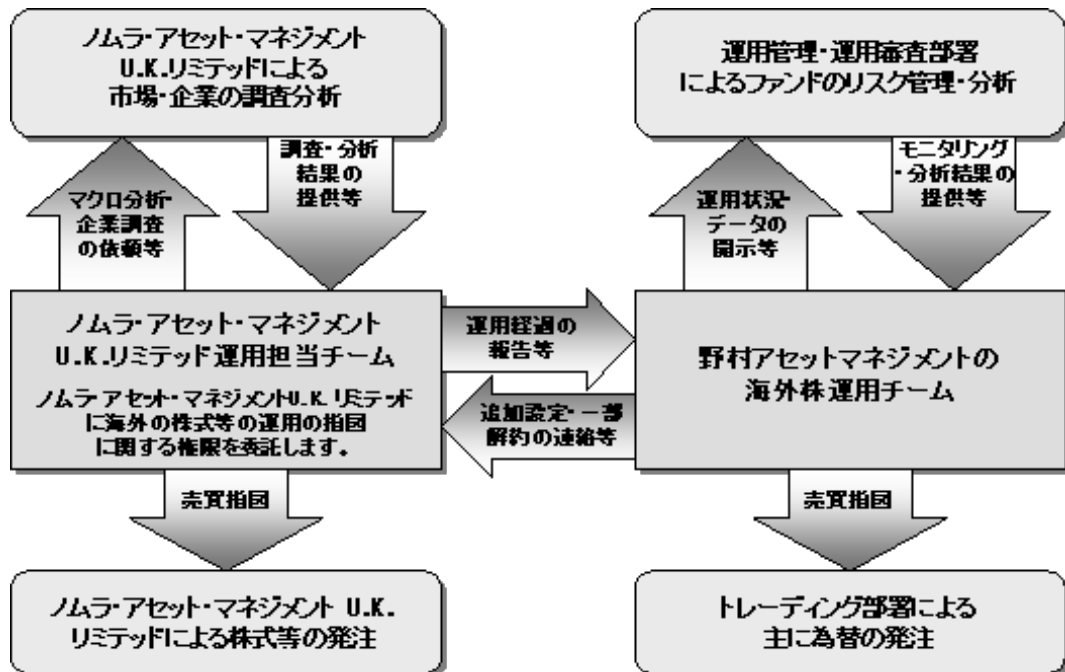 ノムラ・アセット・マネジメント
U.K.リミテッドによる
市場・企業の調査分析
運用管理・運用審査部署
によるファンドのリスク管理・分析
マクロ分析・
企業調査
の依頼等
調査・分析
結果の
提供等
運用状況・
データの
開示等
モニタリング
・分析結果の
提供等
ノムラ・アセット・マネジメント
U.K.リミテッド運用担当チーム
ノムラ・アセット・マネジメントU.K.リミテッド
に海外の株式等の運用の指図
に関する権限を委託します。
運用経過の
報告等
追加設定・一部
解約の連絡等
野村アセットマネジメントの
海外株運用チーム
売買指図
売買指図
ノムラ・アセット・マネジメント U.K.
リミテッドによる株式等の発注
トレーディング部署による
主に為替の発注